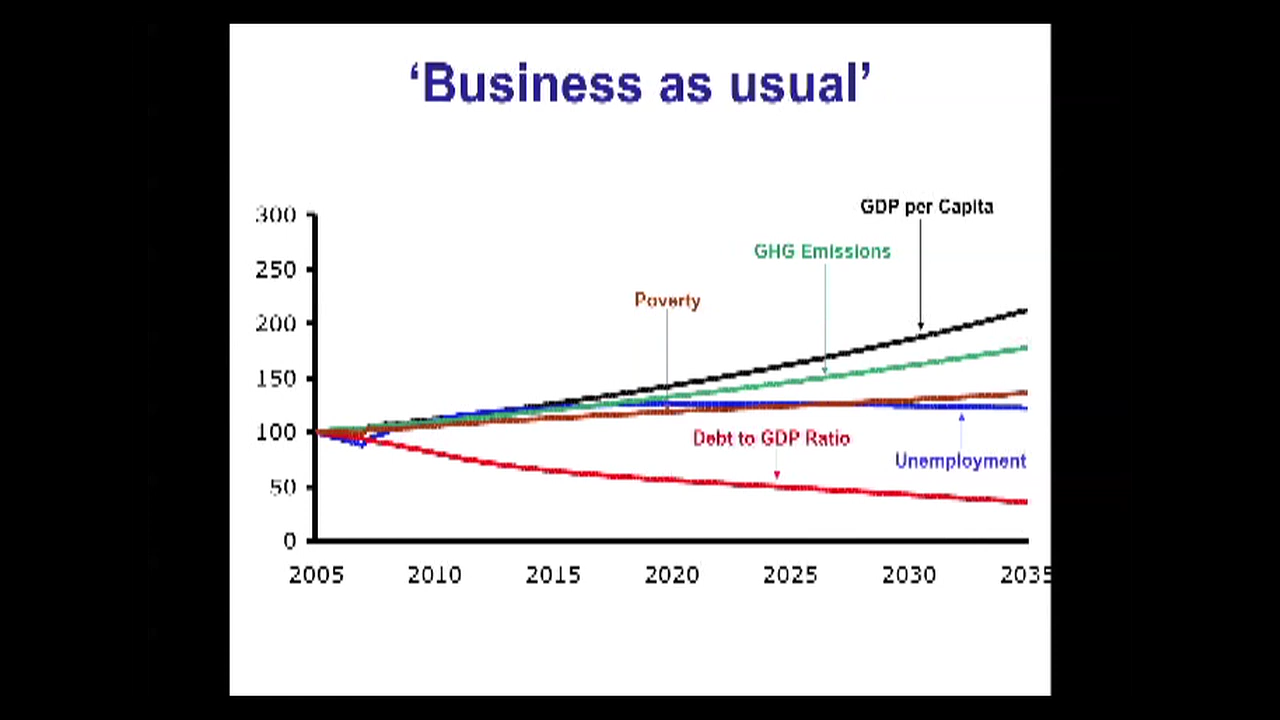 ‘Business as usual’
GDP per Capita
GHG Emissions
Poverty
Debt to GDP Ratio
Unemployment
300
250
200
150
100
50
0
2005 2010 2015 2020 2025 2030 2035